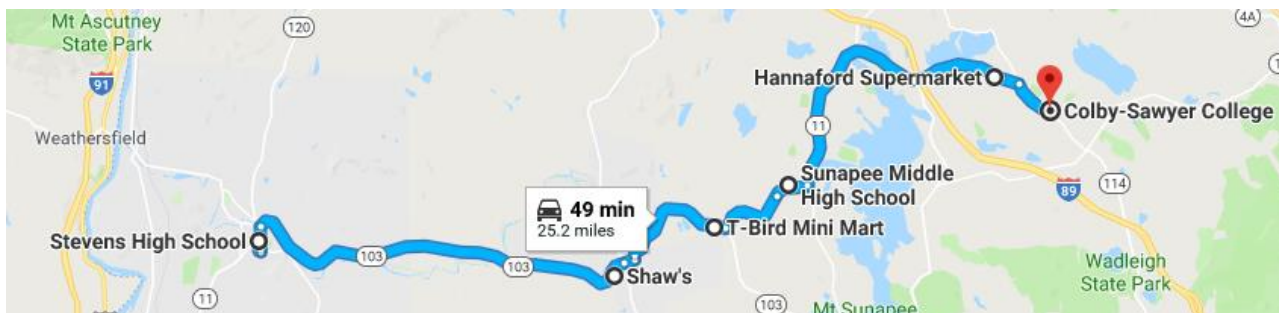 Mt Ascutney
State Park
120
4A
91
Hannaford Supermarket
Colby-Sawyer College
Weathersfield
11
Sunapee Middle
High School
89
114
49 min
25.2 miles
T-Bird Mini Mart
Stevens High School
103
103
Shaw's
Wadleigh
State Park
11
103
Mt Sunapee